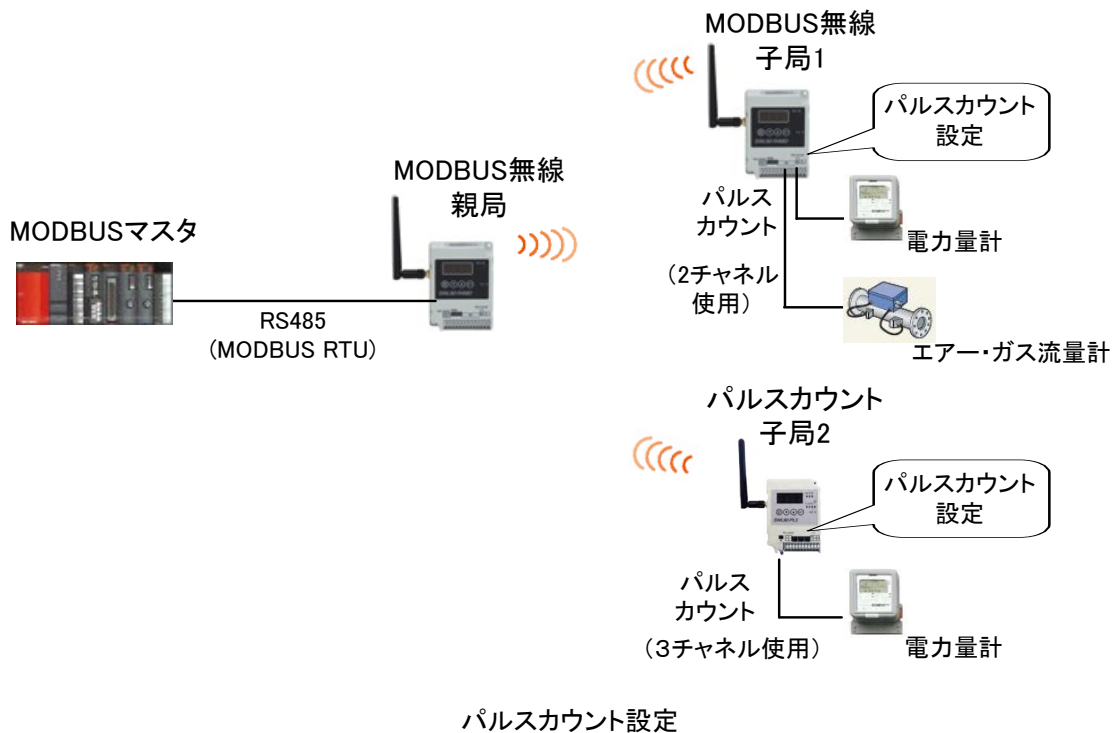 MODBUS無線
子局1
パルスカウント
設定
MODBUS無線
親局
MODBUSマスタ
パルス
カウント
電力量計
(2チャネル
使用)
RS485
(MODBUS RTU)
エアー・ガス流量計
パルスカウント
子局2
パルスカウント
設定
パルス
カウント
(3チャネル使用)
電力量計
パルスカウント設定